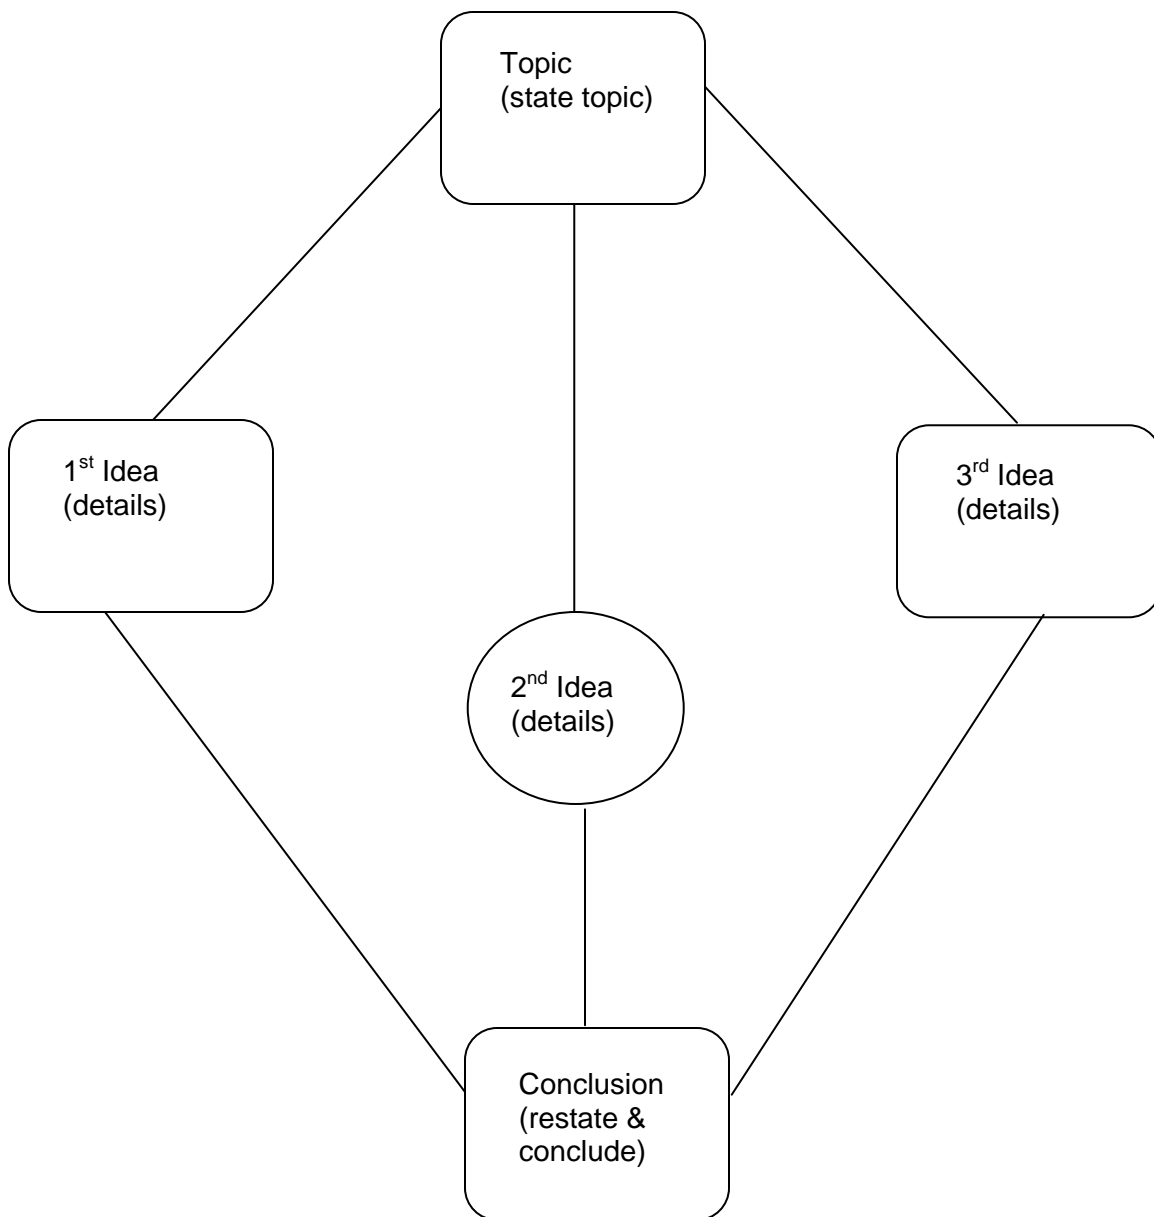 Topic
(state topic)
1st Idea
(details)
2nd Idea
(details)
3rd Idea
(details)
Conclusion
(restate &
conclude)